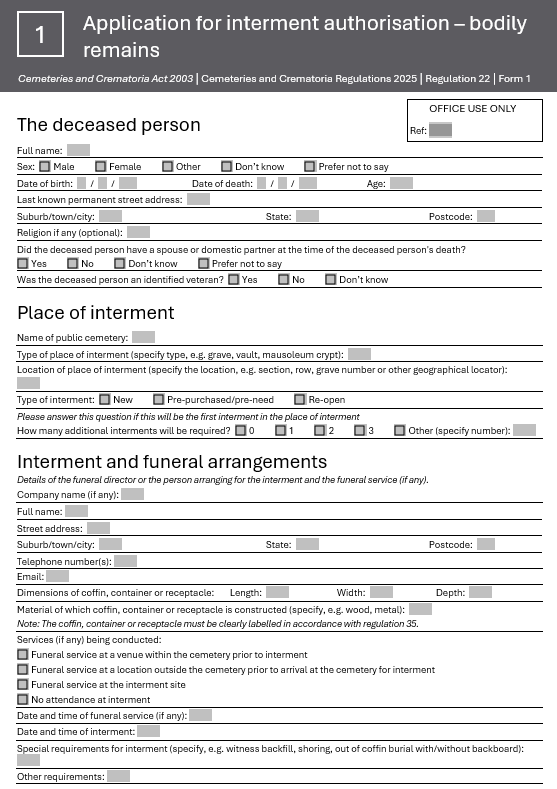 1
Application for interment authorisation – bodily
remains
Cemeteries and Crematoria Act 2003 | Cemeteries and Crematoria Regulations 2025 | Regulation 22 | Form 1
OFFICE USE ONLY
Ref:
The deceased person
Full name:
Sex: Male Female Other Don't know Prefer not to say
Date of birth: / / Date of death: / / Age:
Last known permanent street address:
Suburb/town/city: State: Postcode:
Religion if any (optional):
Did the deceased person have a spouse or domestic partner at the time of the deceased person's death?
Yes No Don't know Prefer not to say
Was the deceased person an identified veteran? Yes No Don't know
Place of interment
Name of public cemetery:
Type of place of interment (specify type, e.g. grave, vault, mausoleum crypt):
Location of place of interment (specify the location, e.g. section, row, grave number or other geographical locator):
Type of interment: New Pre-purchased/pre-need Re-open
Please answer this question if this will be the first interment in the place of interment
How many additional interments will be required? 0 1 2 3 Other (specify number):
Interment and funeral arrangements
Details of the funeral director or the person arranging for the interment and the funeral service (if any).
Company name (if any):
Full name:
Street address:
Suburb/town/city: State: Postcode:
Telephone number(s):
Email:
Dimensions of coffin, container or receptacle: Length: Width: Depth:
Material of which coffin, container or receptacle is constructed (specify, e.g. wood, metal):
Note: The coffin, container or receptacle must be clearly labelled in accordance with regulation 35.
Services (if any) being conducted:
Funeral service at a venue within the cemetery prior to interment
Funeral service at a location outside the cemetery prior to arrival at the cemetery for interment
Funeral service at the interment site
No attendance at interment
Date and time of funeral service (if any):
Date and time of interment:
Special requirements for interment (specify, e.g. witness backfill, shoring, out of coffin burial with/without backboard):
Other requirements: